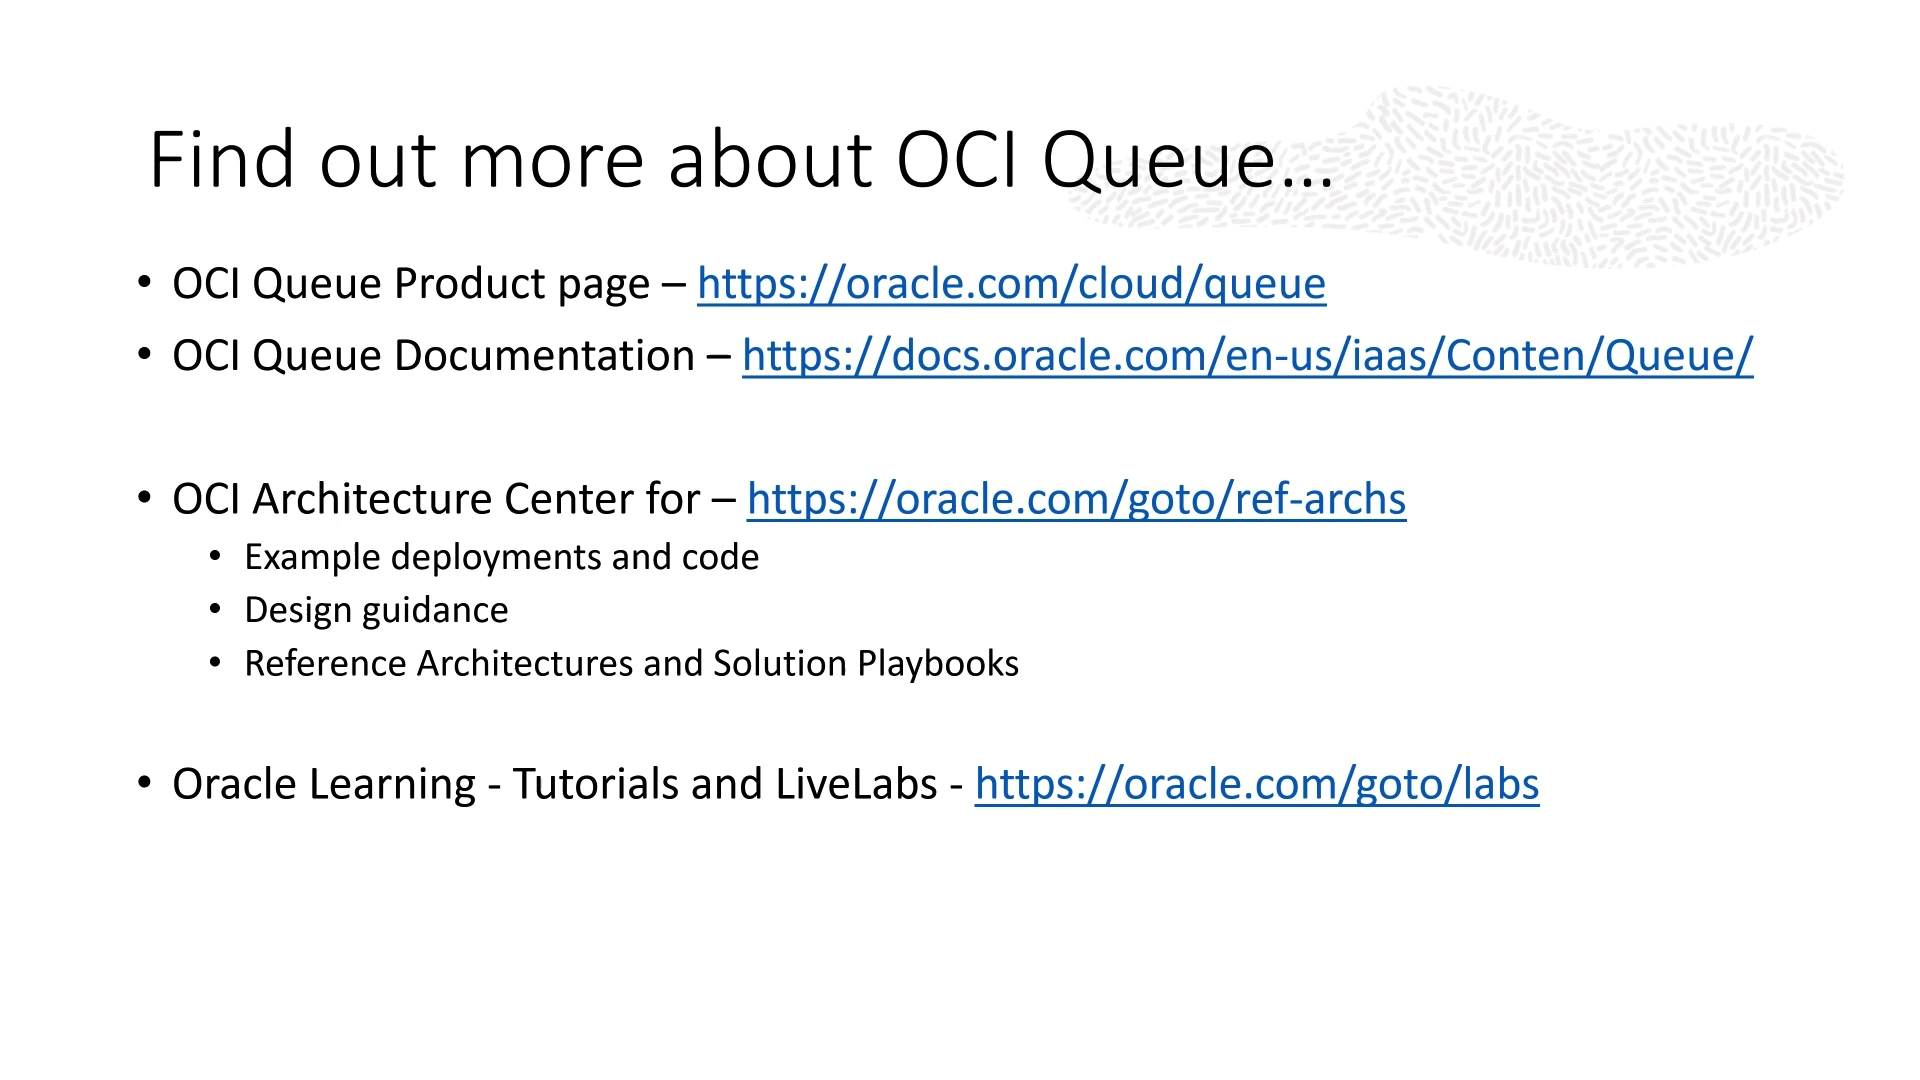 Find out more about OCI Queue…
• OCI Queue Product page – https://oracle.com/cloud/queue
• OCI Queue Documentation – https://docs.oracle.com/en-us/iaas/Conten/Queue/
• OCI Architecture Center for – https://oracle.com/goto/ref-archs
• Example deployments and code
• Design guidance
• Reference Architectures and Solution Playbooks
• Oracle Learning - Tutorials and LiveLabs - https://oracle.com/goto/labs